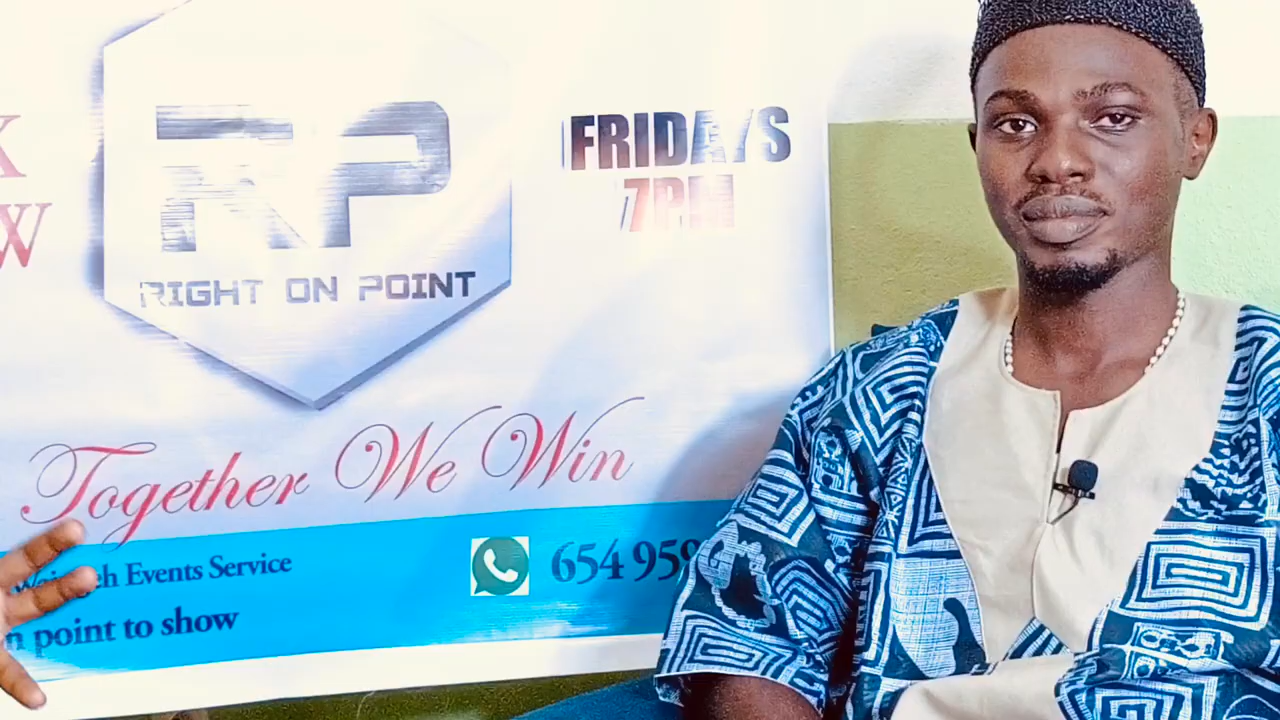 RP
RIGHT ON POINT
FRIDAYS
7PM
Together We Win
Events Service
654 959
point to show